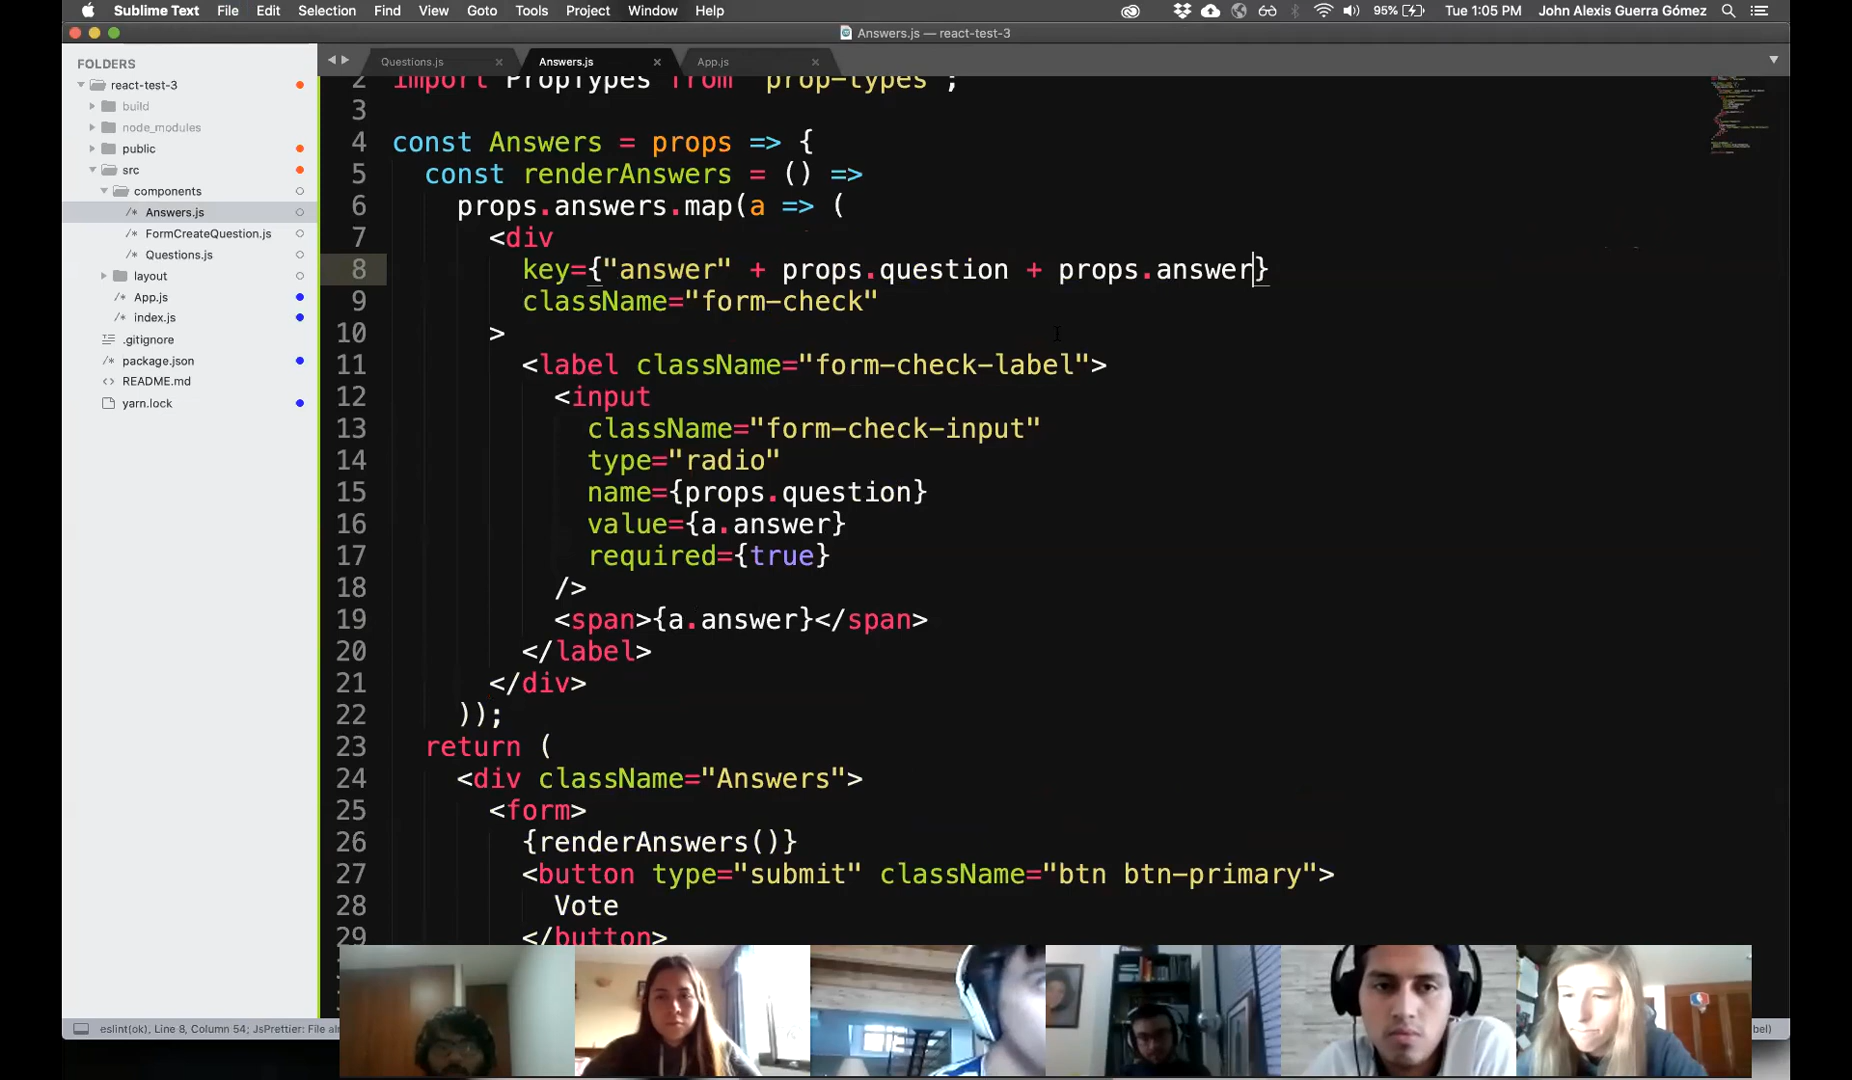 Sublime Text File Edit Selection Find View Goto Tools Project Window Help 95% Tue 1:05 PM John Alexis Guerra Gómez
Answers.js — react-test-3
FOLDERS
react-test-3
build
node_modules
public
src
components
/* Answers.js
/* FormCreateQuestion.js
/* Questions.js
layout
/* App.js
/* index.js
.gitignore
/* package.json
<> README.md
yarn.lock
Questions.js × Answers.js × App.js ×
2 import PropTypes from "prop-types";
3
4 const Answers = props => {
5 const renderAnswers = () =>
6 props.answers.map(a => (
7 <div
8 key={"answer" + props.question + props.answer}
9 className="form-check"
10 >
11 <label className="form-check-label">
12 <input
13 className="form-check-input"
14 type="radio"
15 name={props.question}
16 value={a.answer}
17 required={true}
18 />
19 <span>{a.answer}</span>
20 </label>
21 </div>
22 ));
23 return (
24 <div className="Answers">
25 <form>
26 {renderAnswers()}
27 <button type="submit" className="btn btn-primary">
28 Vote
29 </button>
eslint(ok), Line 8, Column 54; JsPrettier: File